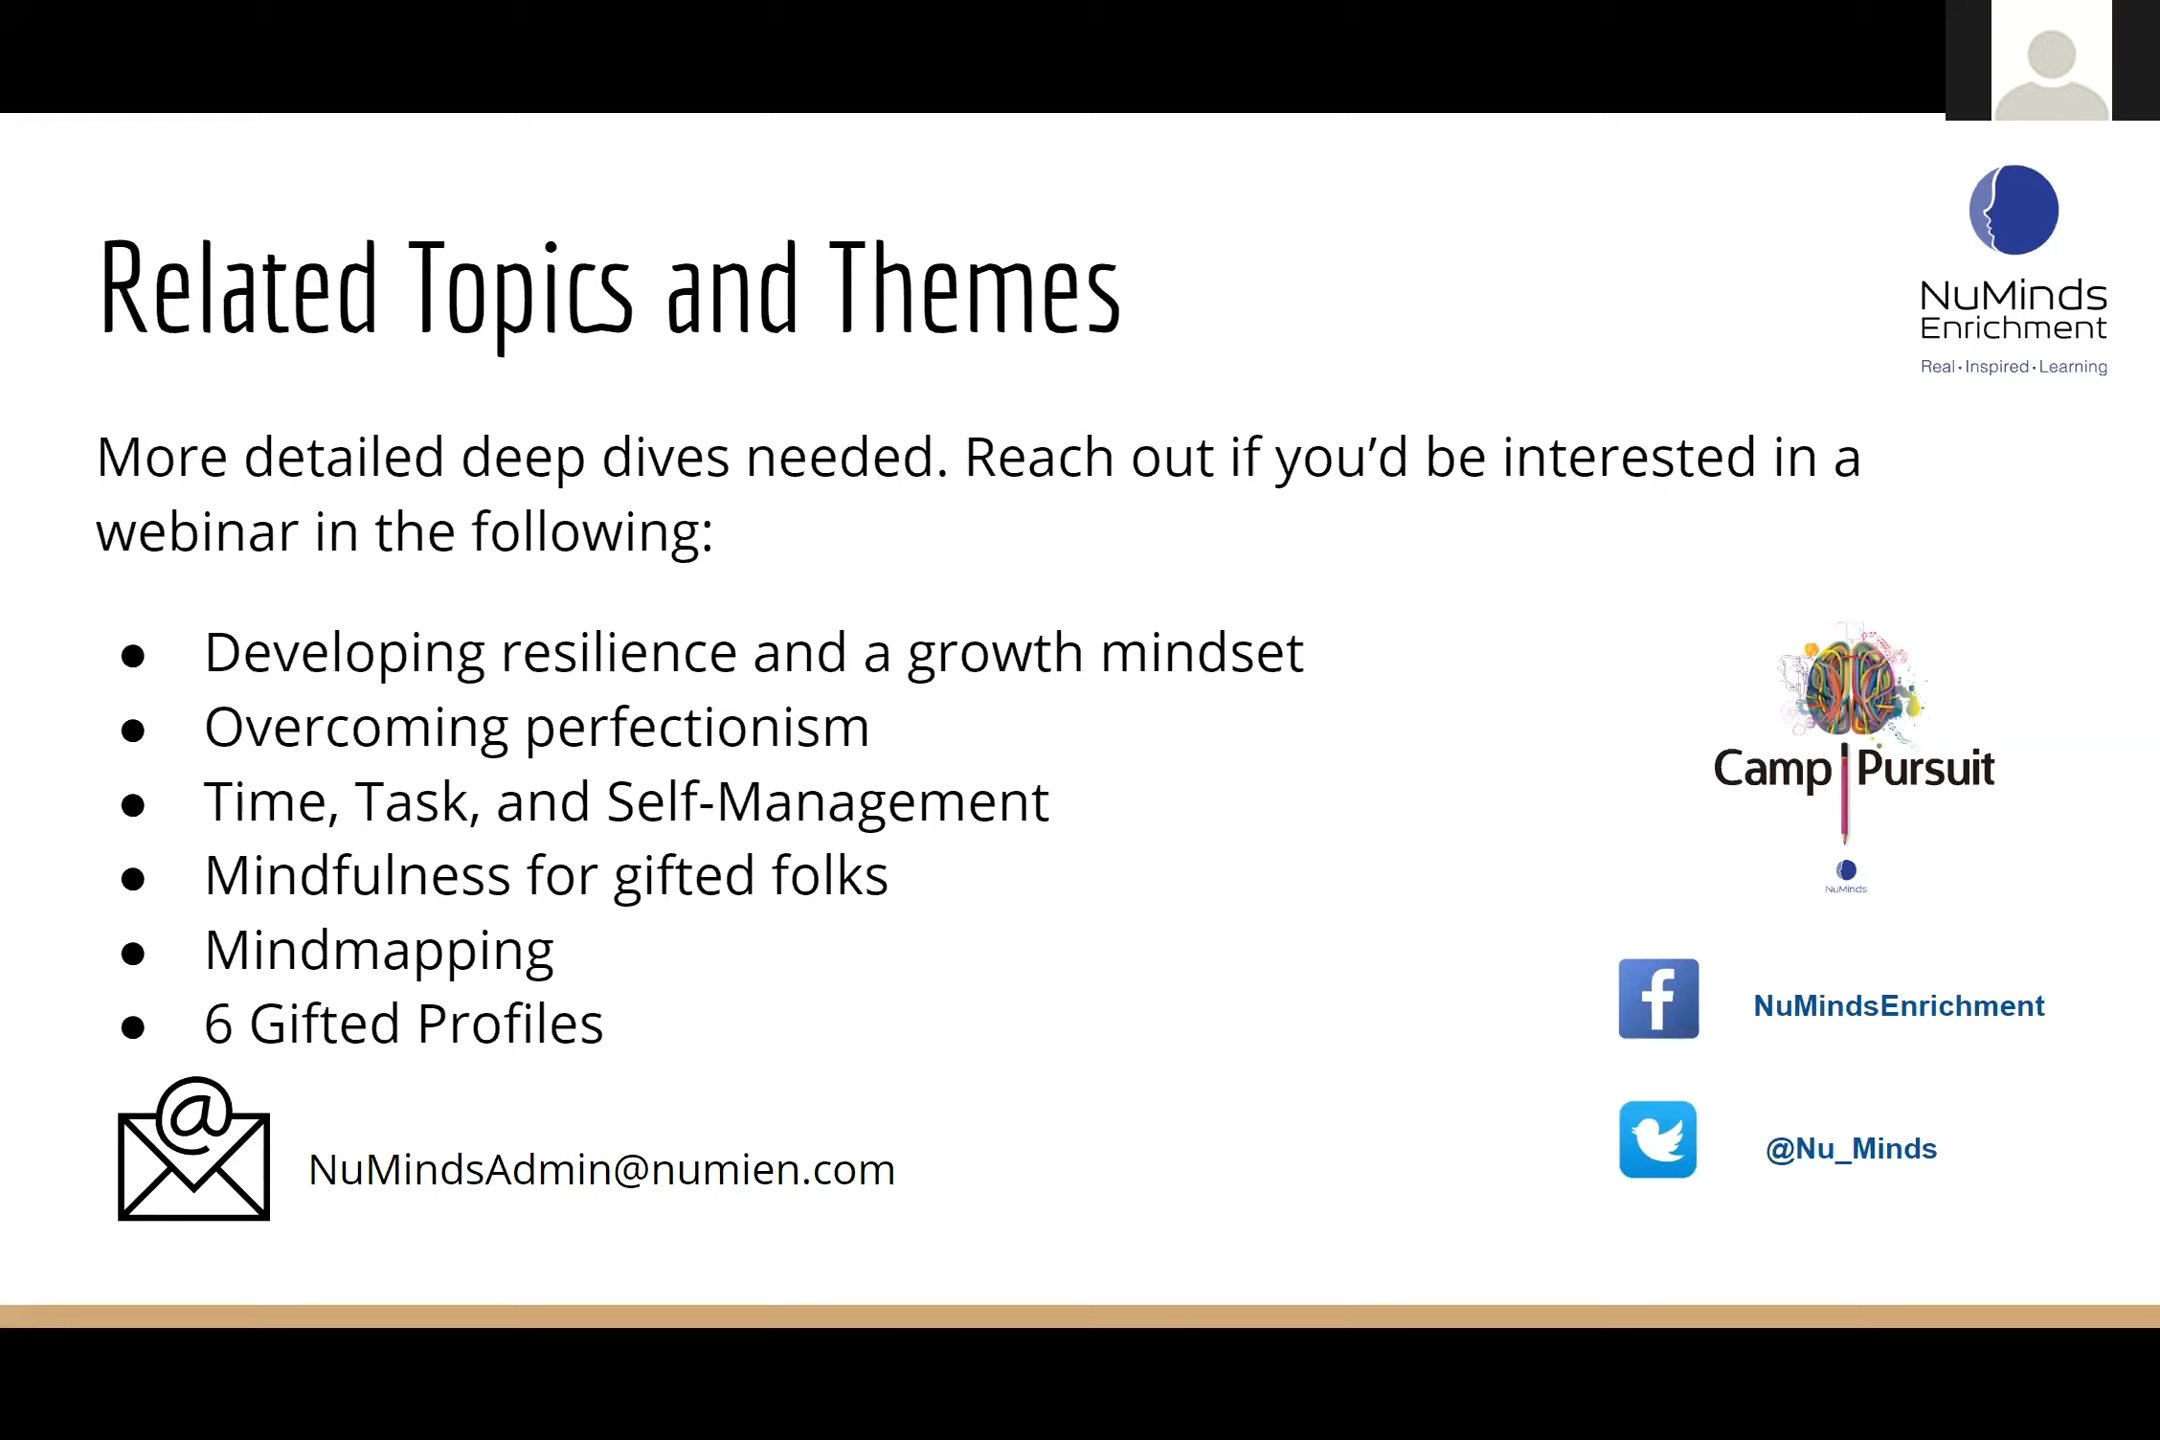 Related Topics and Themes
NuMinds
Enrichment
Real•Inspired•Learning
More detailed deep dives needed. Reach out if you’d be interested in a
webinar in the following:
● Developing resilience and a growth mindset
● Overcoming perfectionism
● Time, Task, and Self-Management
● Mindfulness for gifted folks
● Mindmapping
● 6 Gifted Profiles
NuMindsAdmin@numien.com
Camp Pursuit
NuMinds
NuMindsEnrichment
@Nu_Minds